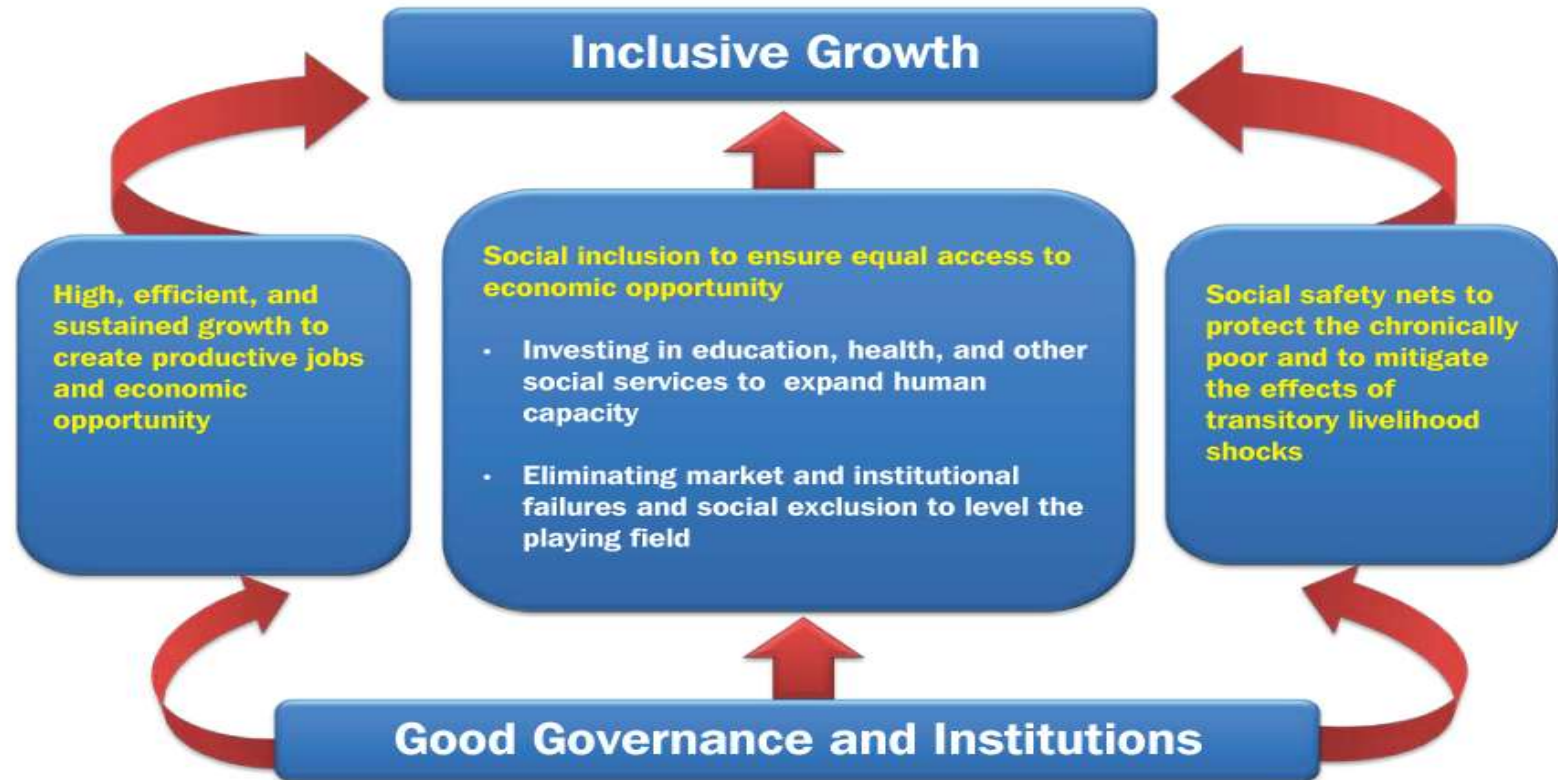 Inclusive Growth
High, efficient, and
sustained growth to
create productive jobs
and economic
opportunity
Social inclusion to ensure equal access to
economic opportunity
• Investing in education, health, and other
social services to expand human
capacity
• Eliminating market and institutional
failures and social exclusion to level the
playing field
Social safety nets to
protect the chronically
poor and to mitigate
the effects of
transitory livelihood
shocks
Good Governance and Institutions